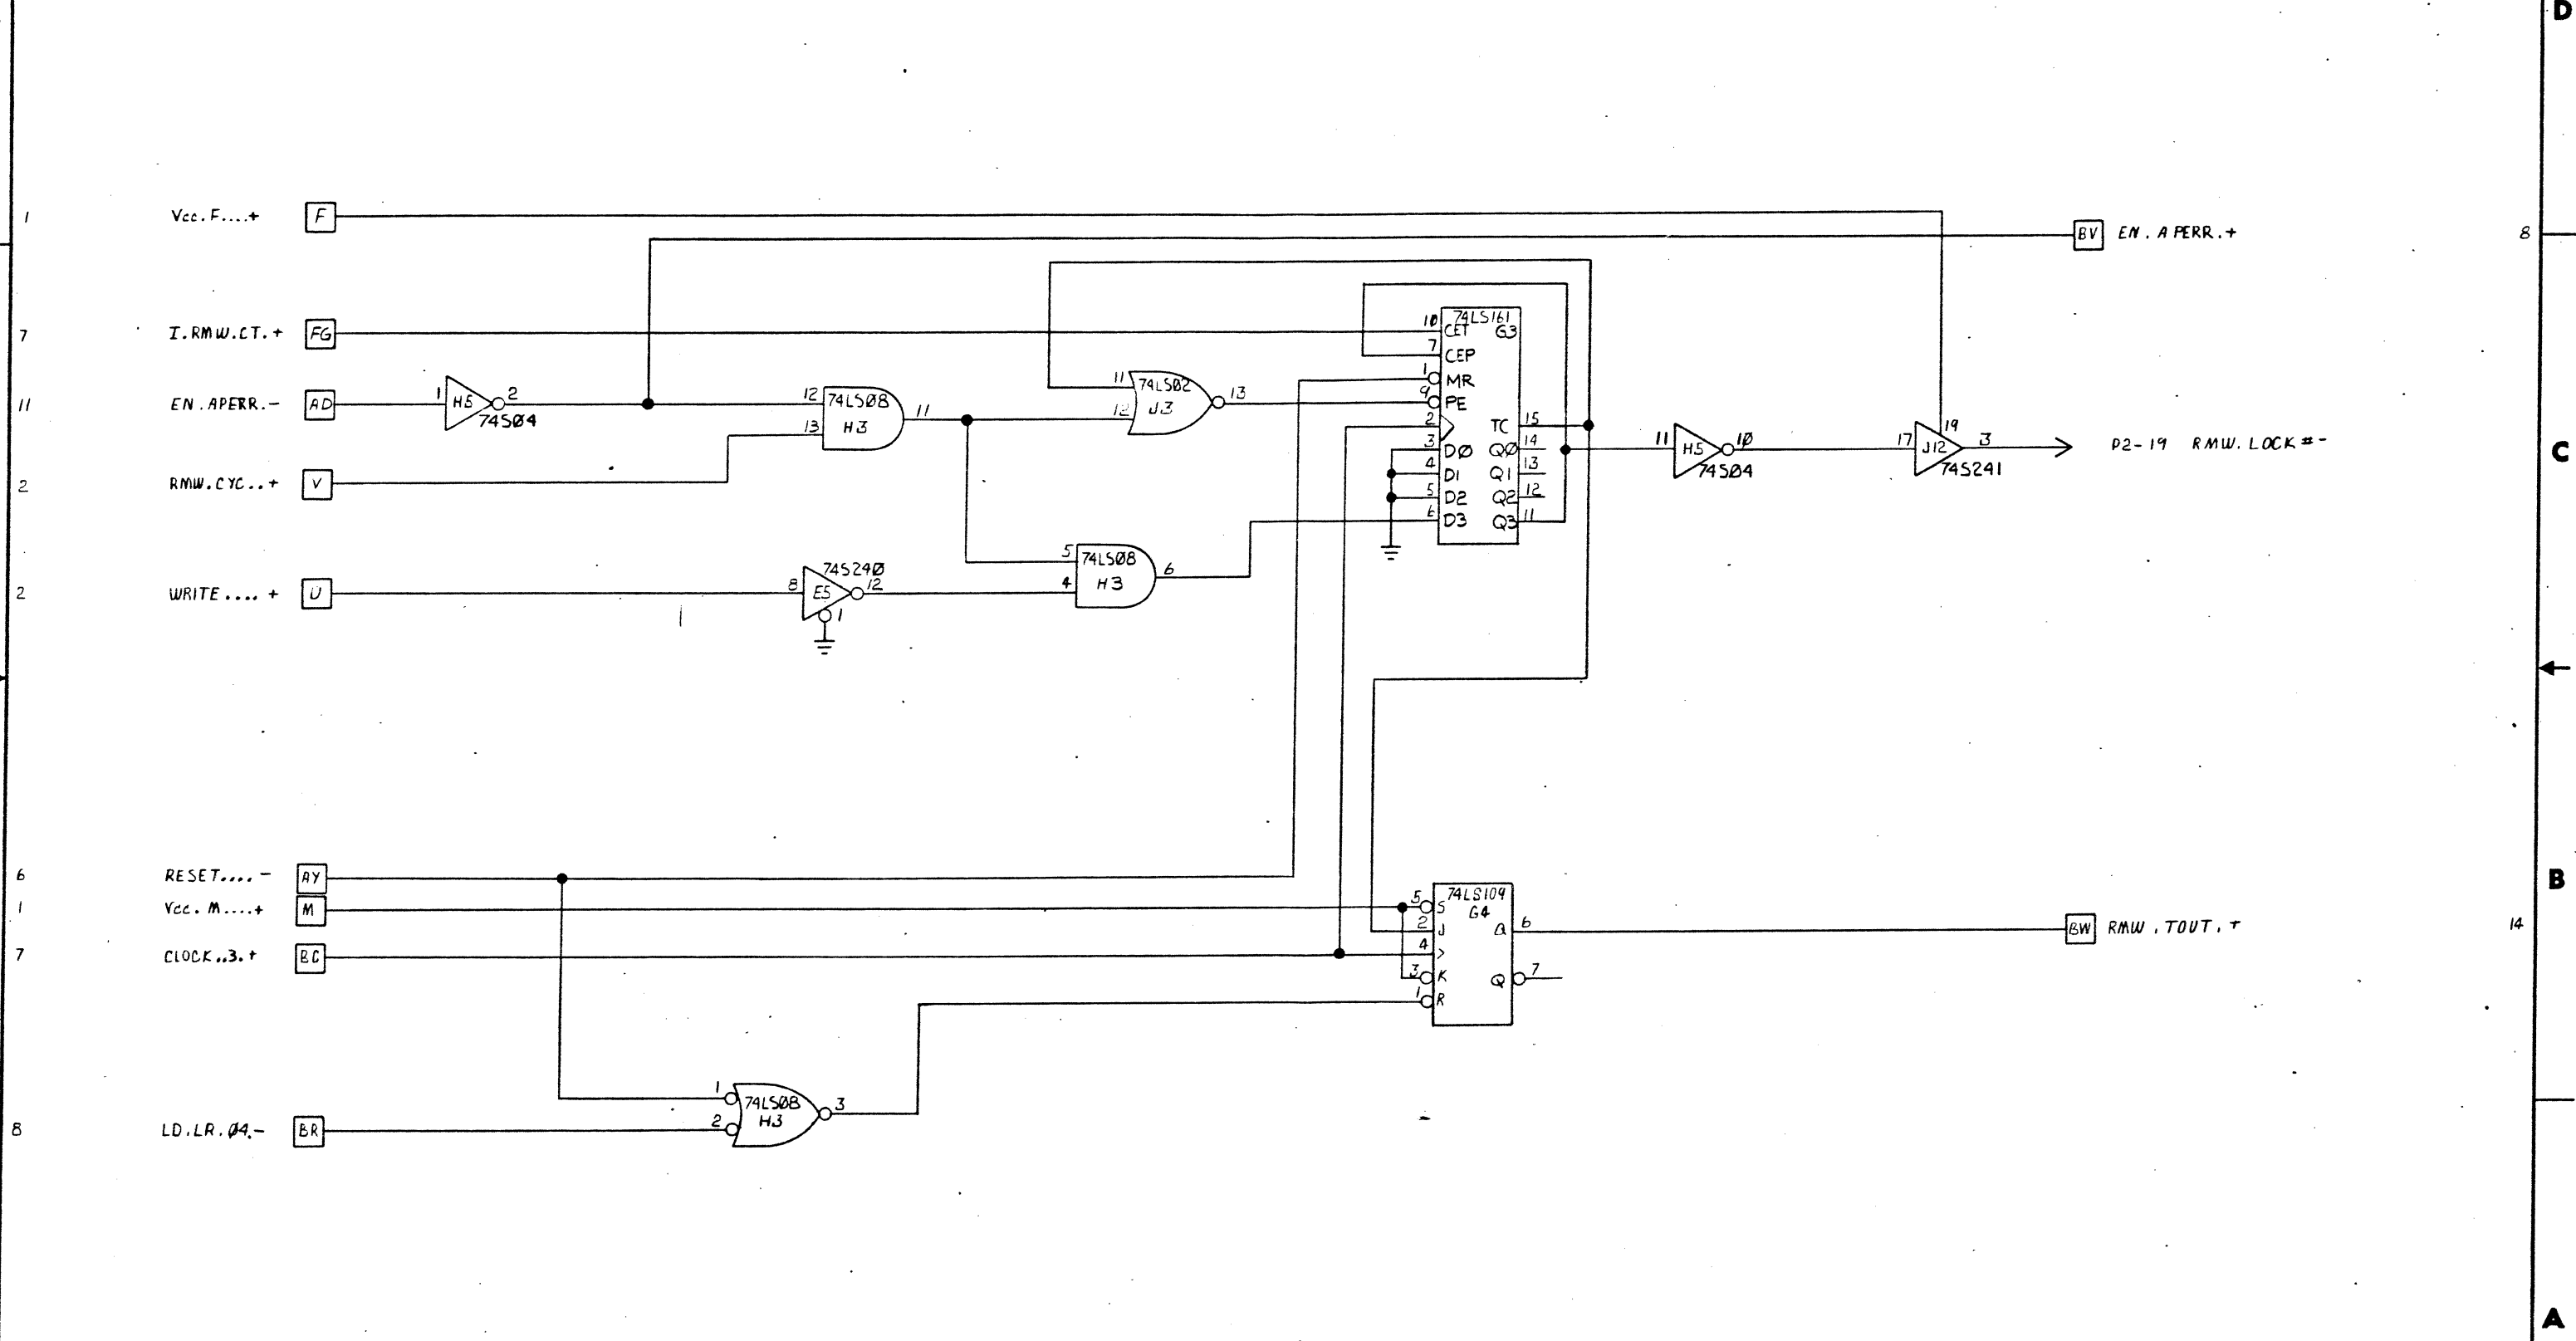 D
1 Vcc.F....+ F
BV EN.APERR.+ 8
7 I.RMW.CT.+ FG
11 EN.APERR.- AD
1 H5 2
74S04
12 74LS08 11
13 H3
11 74LS02 13
12 J3
2 RMW.CYC..+ V
2 WRITE....+ U
74S240
8 E5 12
1
5 74LS08 6
4 H3
74LS161
10 CET G3
7 CEP
1 MR
9 PE
2 TC 15
3 DØ QØ 14
4 D1 Q1 13
5 D2 Q2 12
6 D3 Q3 11
11 H5 10
74S04
19
17 J12 3
74S241
P2-19 RMW.LOCK#-
C
6 RESET....- AY
1 Vcc.M....+ M
7 CLOCK..3.+ BC
74LS109
5 S G4
2 J Q 6
4
3 K Q 7
1 R
BW RMW.TOUT.+ 14
B
8 LD.LR.Ø4.- BR
1 74LS08 3
2 H3
A